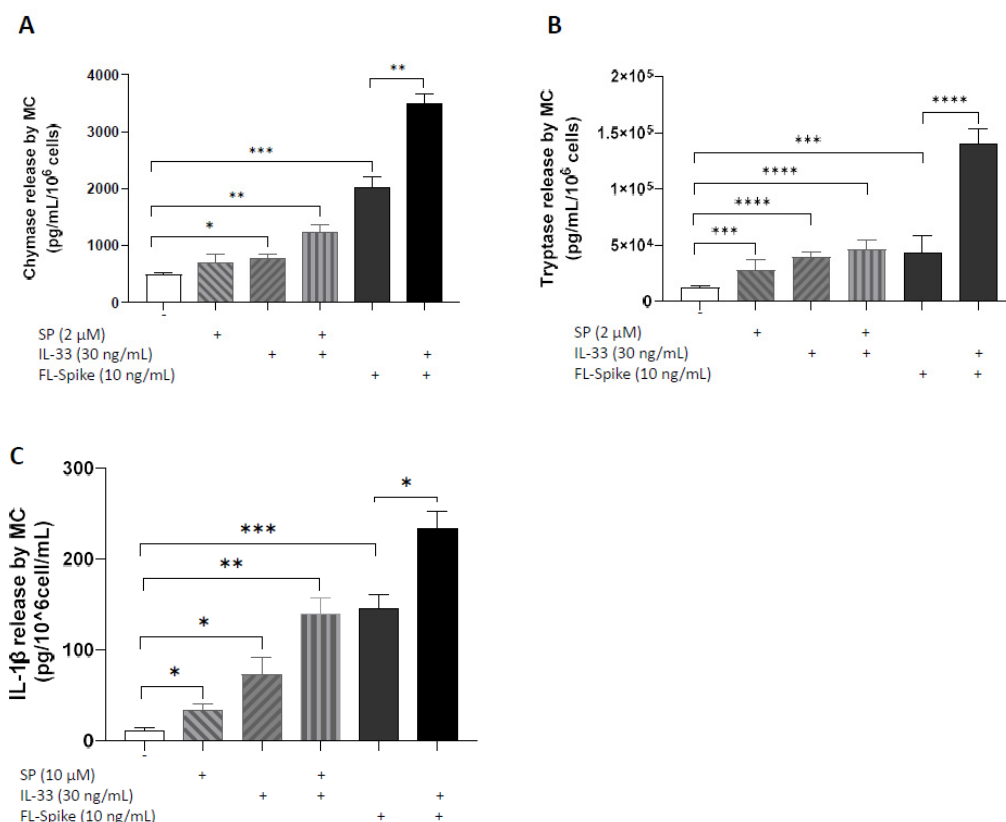 A
Chymase release by MC
(pg/mL/10⁶ cells)
4000
3000
2000
1000
0
**
***
**
*
-
SP (2 µM) + +
IL-33 (30 ng/mL) + + +
FL-Spike (10 ng/mL) + +
B
Tryptase release by MC
(pg/mL/10⁶ cells)
2×10⁵
1.5×10⁵
1×10⁵
5×10⁴
0
****
***
****
****
***
-
SP (2 µM) + +
IL-33 (30 ng/mL) + + +
FL-Spike (10 ng/mL) + +
C
IL-1β release by MC
(pg/10^6cell/mL)
300
200
100
0
*
***
**
*
*
-
SP (10 µM) + +
IL-33 (30 ng/mL) + + +
FL-Spike (10 ng/mL) + +